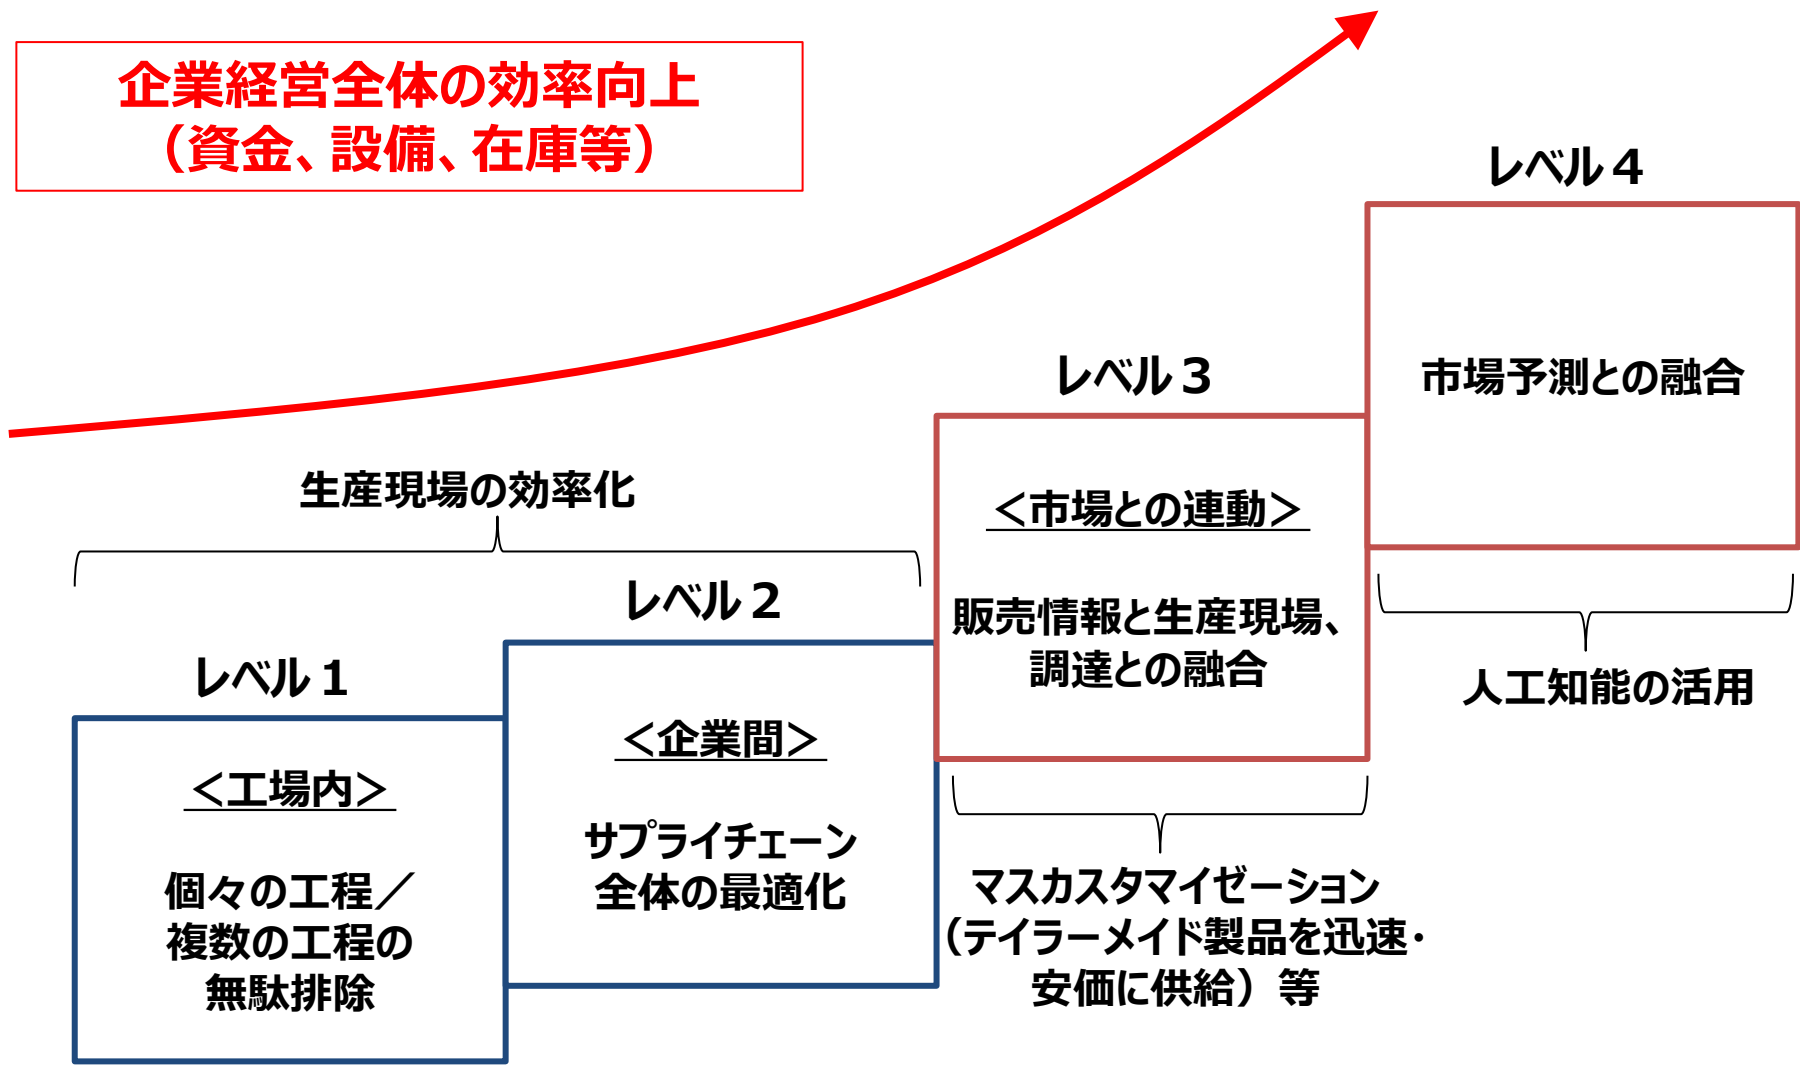 企業経営全体の効率向上
（資金、設備、在庫等）
レベル４
市場予測との融合
人工知能の活用
レベル３
＜市場との連動＞
販売情報と生産現場、
調達との融合
マスカスタマイゼーション
（テイラーメイド製品を迅速・
安価に供給）等
生産現場の効率化
レベル２
＜企業間＞
サプライチェーン
全体の最適化
レベル１
＜工場内＞
個々の工程／
複数の工程の
無駄排除